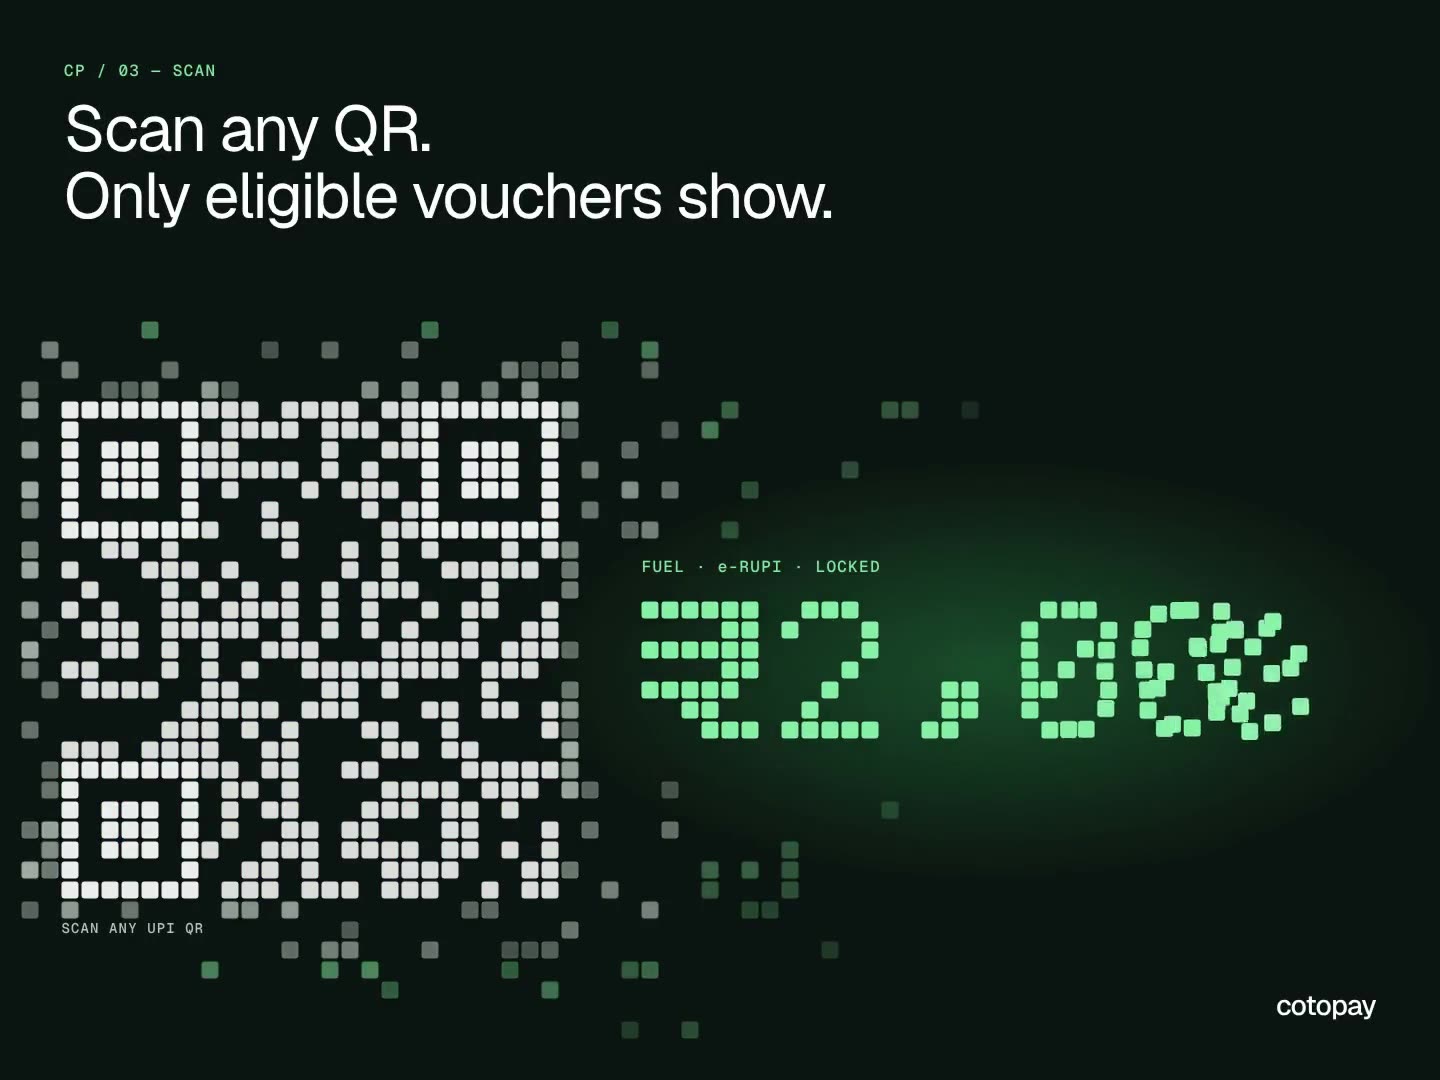 CP / 03 — SCAN
Scan any QR.
Only eligible vouchers show.
FUEL · e-RUPI · LOCKED
₹2,0
SCAN ANY UPI QR
cotopay